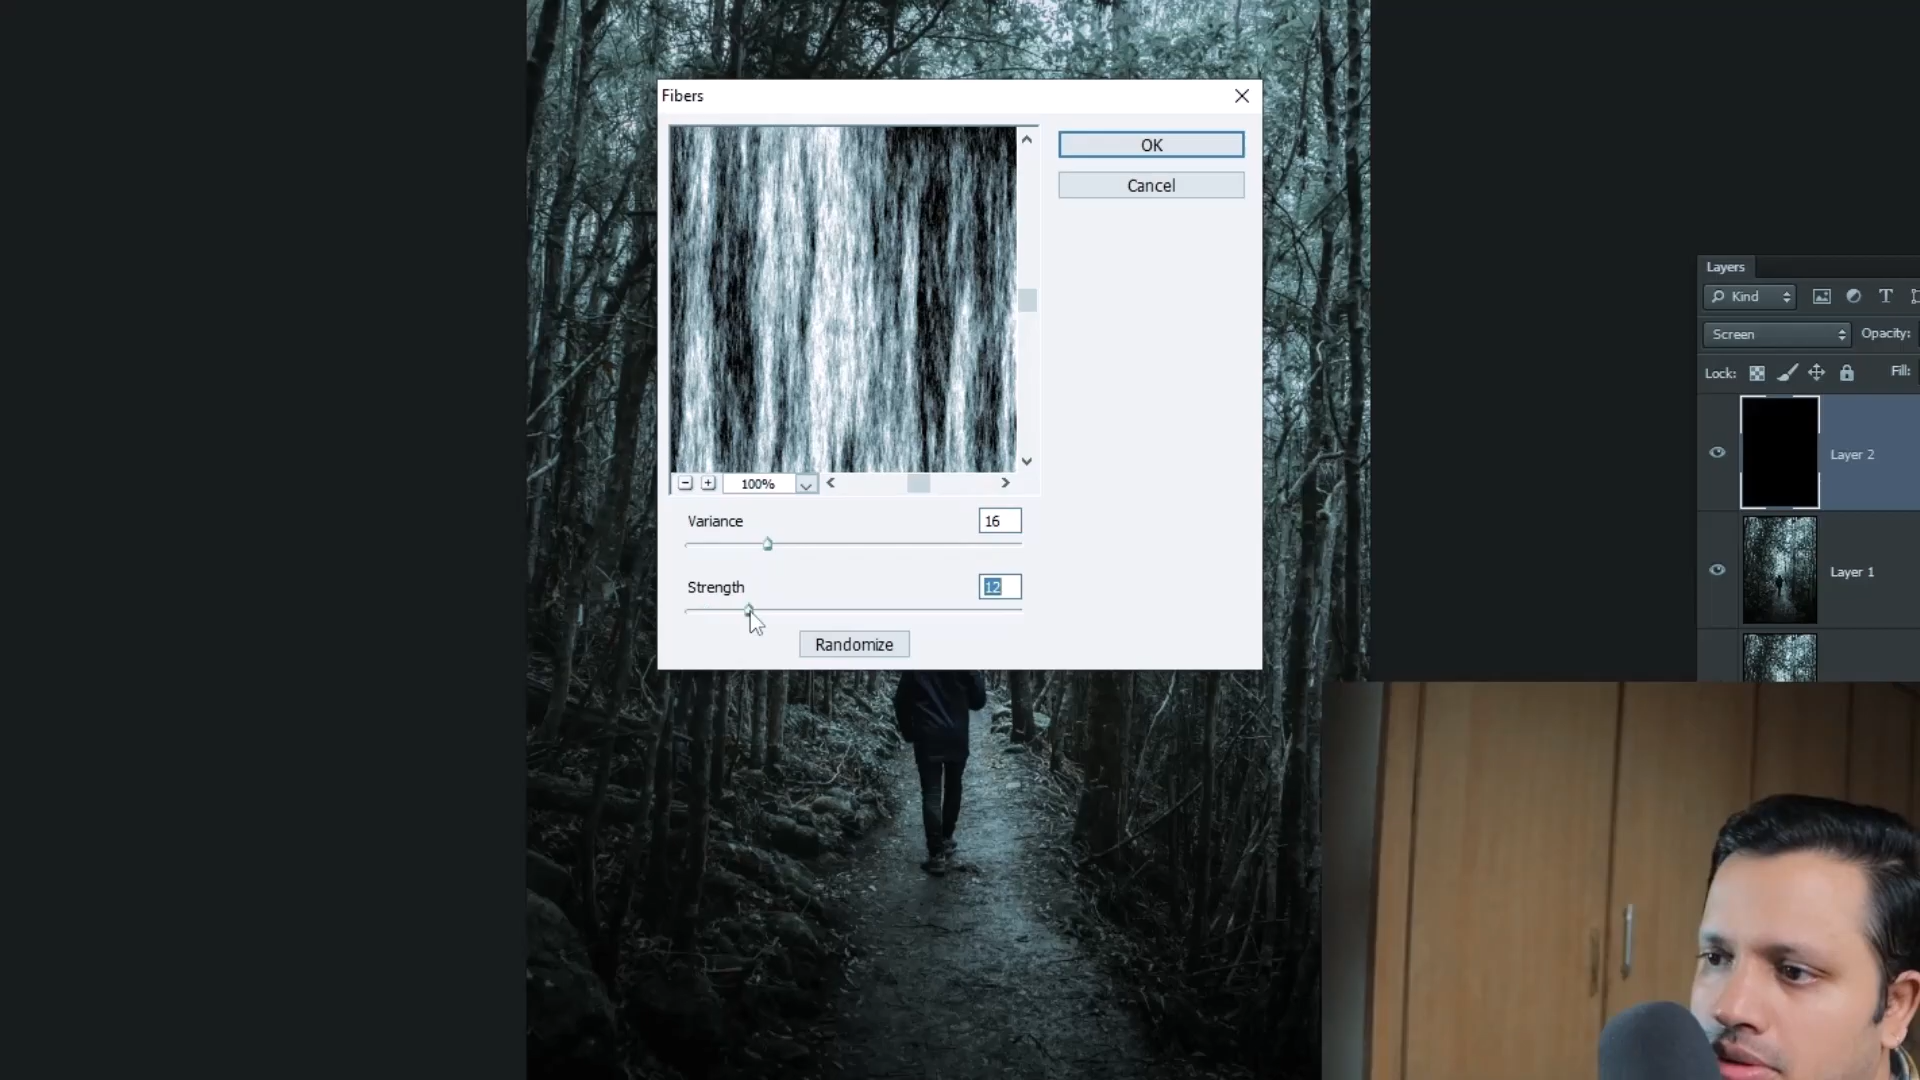 Fibers
OK
Cancel
100%
Variance
16
Strength
12
Randomize
Layers
Kind
Screen
Opacity:
Lock:
Fill:
Layer 2
Layer 1